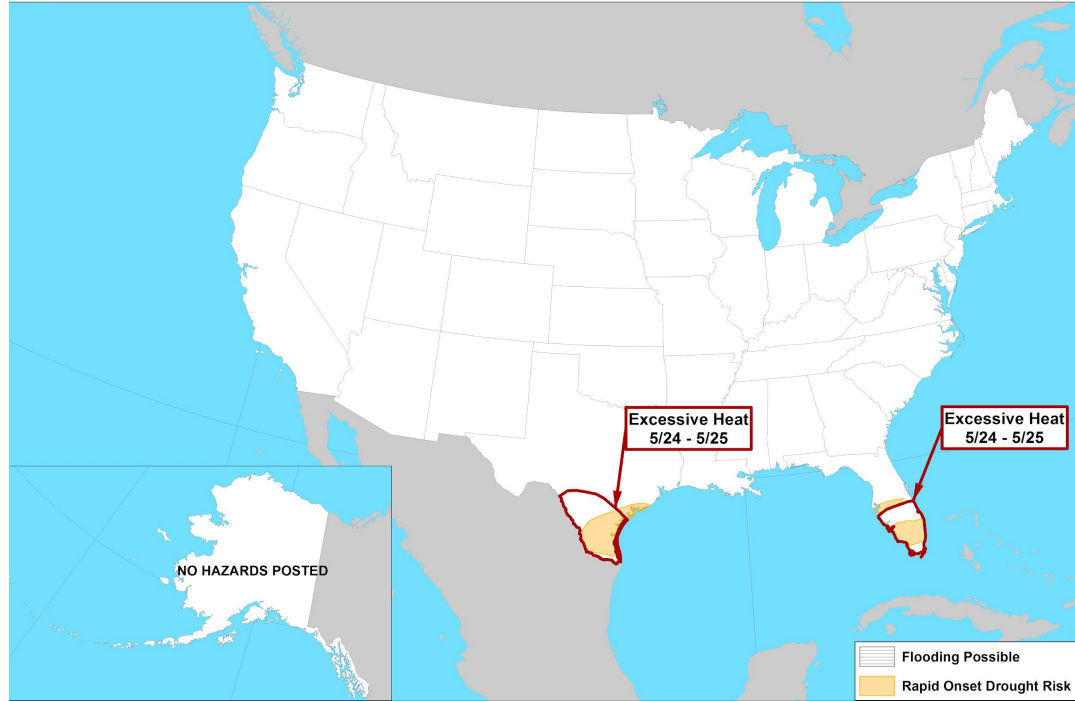 Excessive Heat
5/24 - 5/25
Excessive Heat
5/24 - 5/25
NO HAZARDS POSTED
Flooding Possible
Rapid Onset Drought Risk